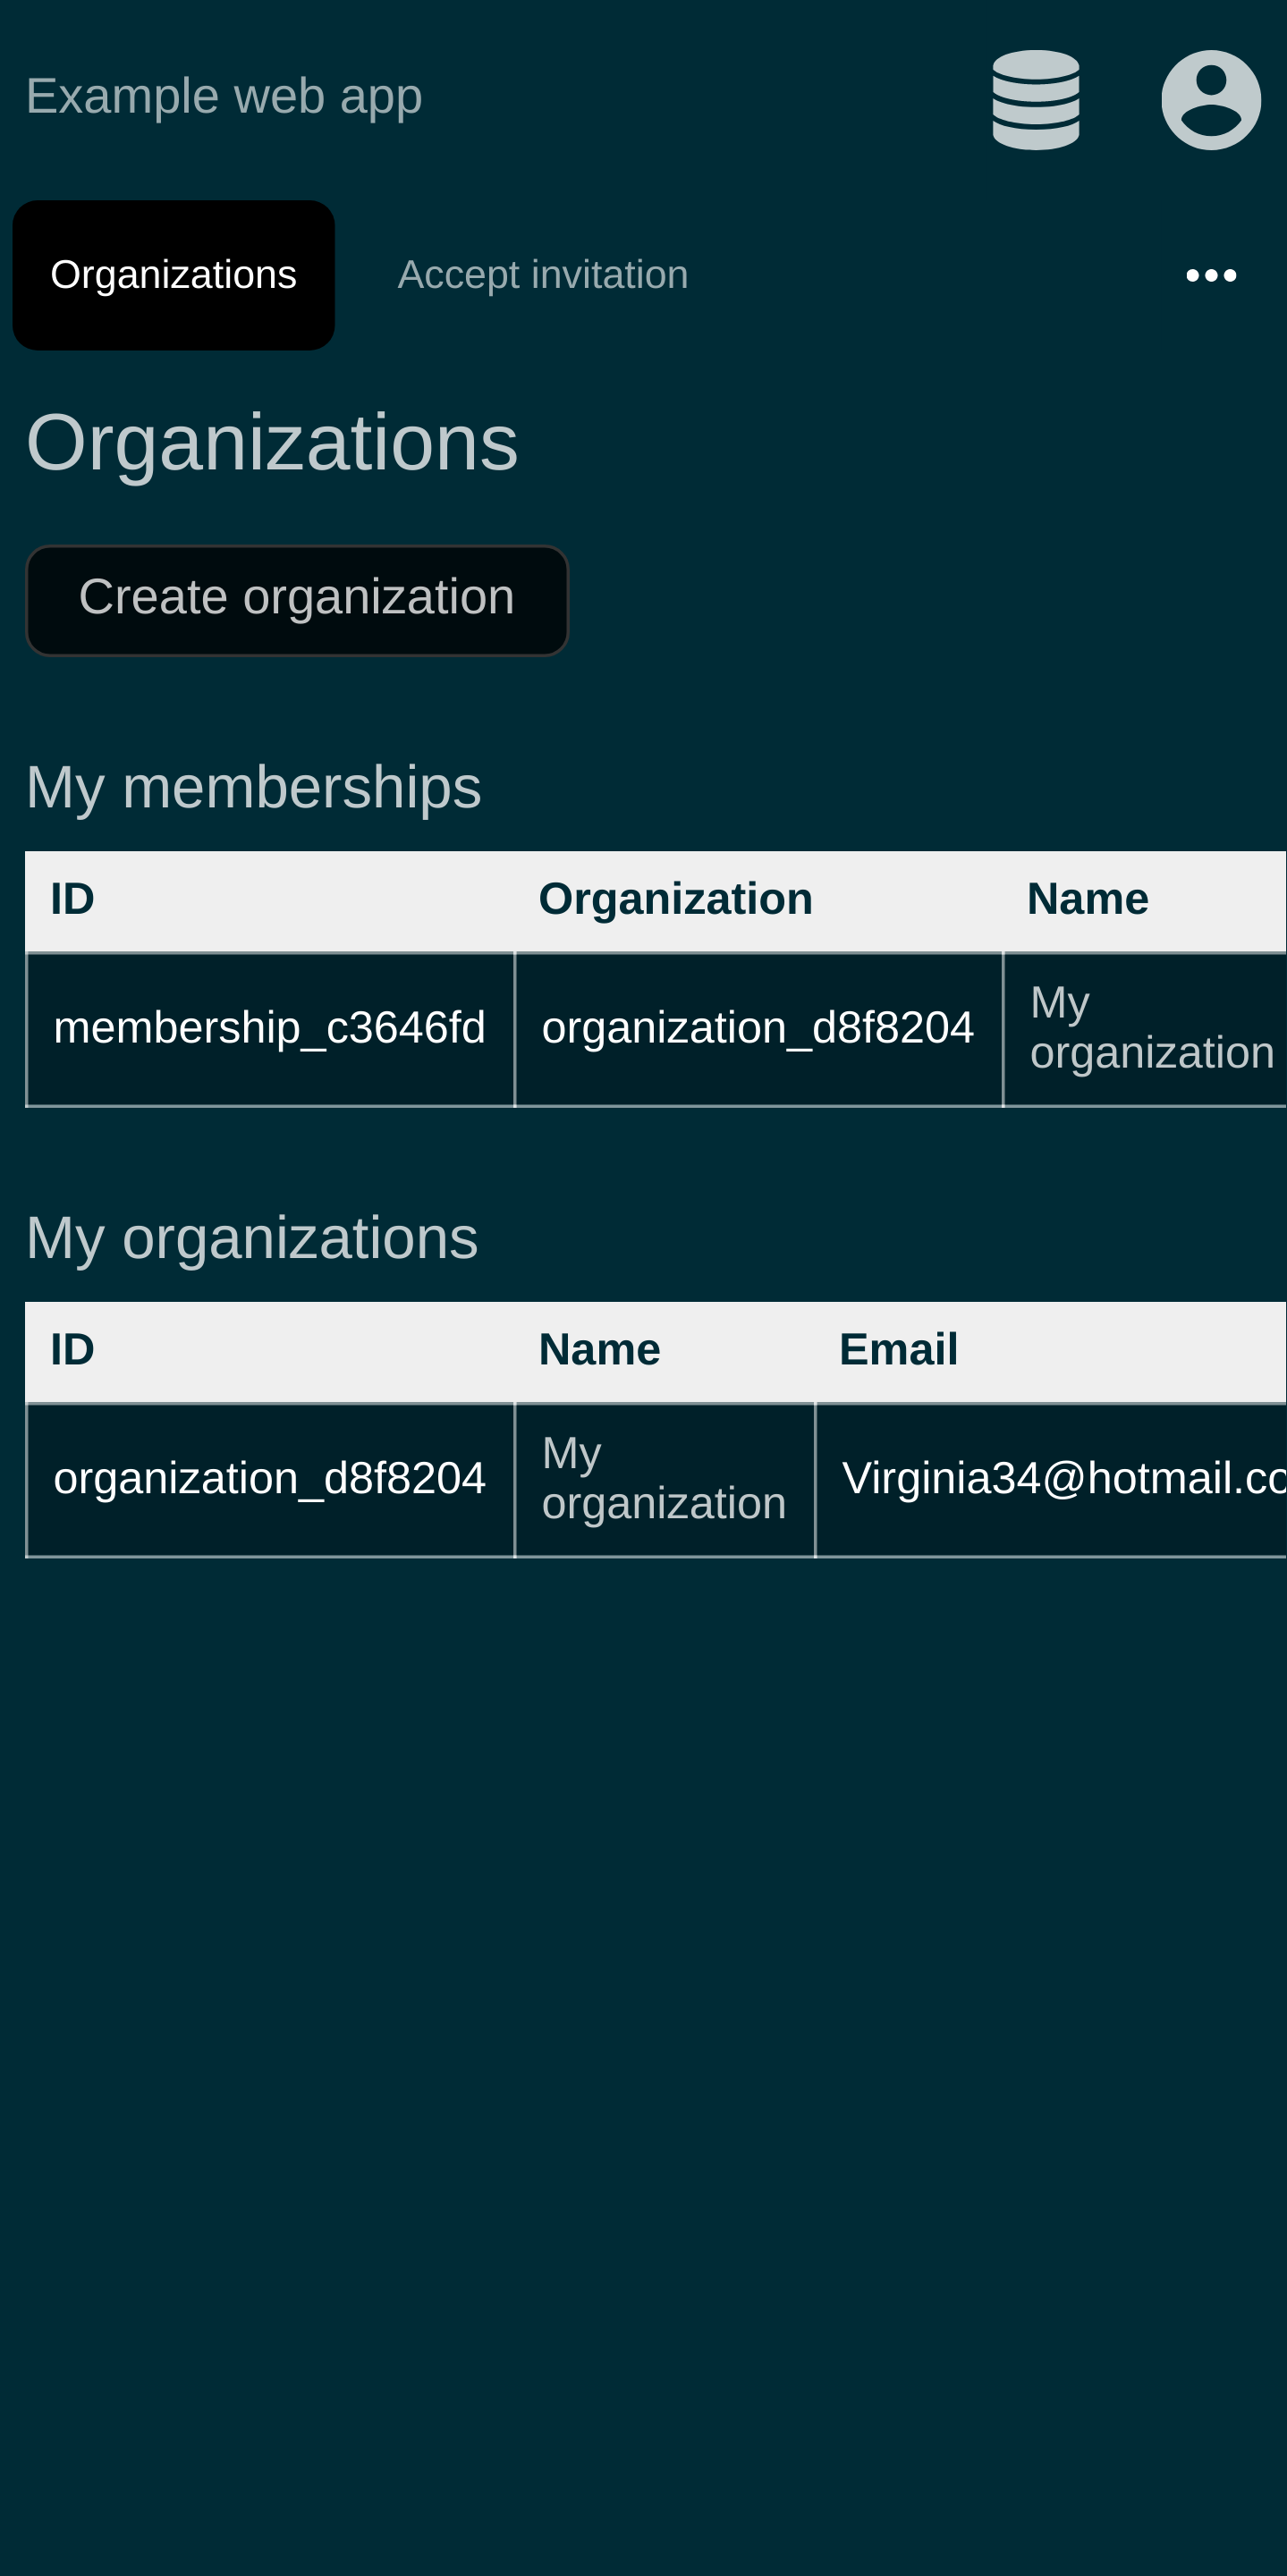 Example web app
Organizations Accept invitation •••
Organizations
Create organization
My memberships
ID Organization Name
membership_c3646fd organization_d8f8204 My
organization
My organizations
ID Name Email
organization_d8f8204 My
organization Virginia34@hotmail.co